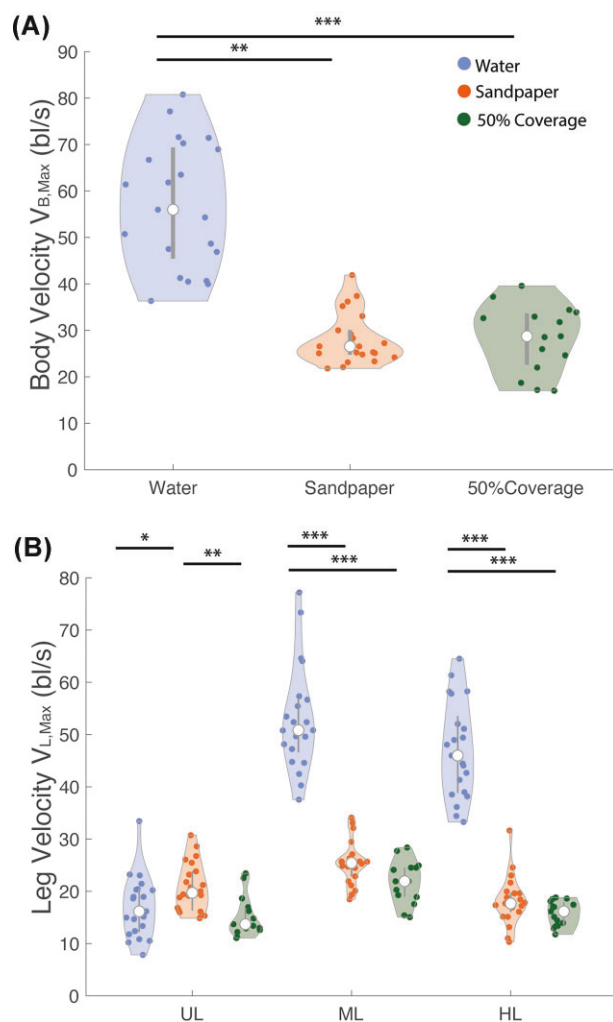 (A)
***
**
90
80
70
60
50
40
30
20
10
0
Body Velocity V_B,Max (bl/s)
Water
Sandpaper
50% Coverage
Water
Sandpaper
50%Coverage
(B)
*
**
***
***
***
***
80
70
60
50
40
30
20
10
0
Leg Velocity V_L,Max (bl/s)
UL
ML
HL